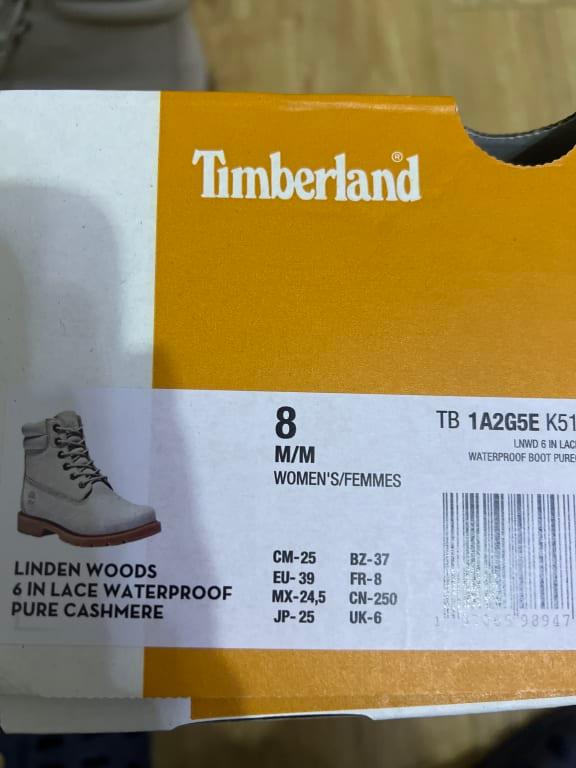 Timberland®
8
M/M
WOMEN'S/FEMMES
TB 1A2G5E K51
LNWD 6 IN LAC
WATERPROOF BOOT PURE
CM-25 BZ-37
EU-39 FR-8
MX-24,5 CN-250
JP-25 UK-6
LINDEN WOODS
6 IN LACE WATERPROOF
PURE CASHMERE